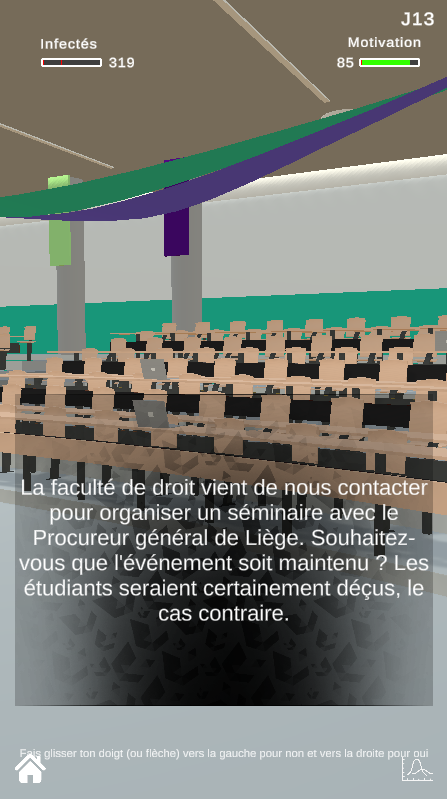 J13
Infectés
Motivation
319
85
La faculté de droit vient de nous contacter
pour organiser un séminaire avec le
Procureur général de Liège. Souhaitez-
vous que l'événement soit maintenu ? Les
étudiants seraient certainement déçus, le
cas contraire.
Fais glisser ton doigt (ou flèche) vers la gauche pour non et vers la droite pour oui